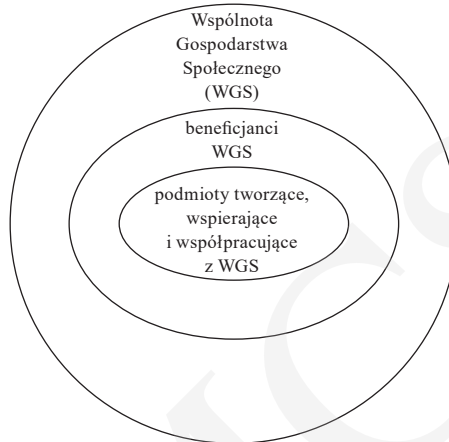 Wspólnota
Gospodarstwa
Społecznego
(WGS)
beneficjanci
WGS
podmioty tworzące,
wspierające
i współpracujące
z WGS